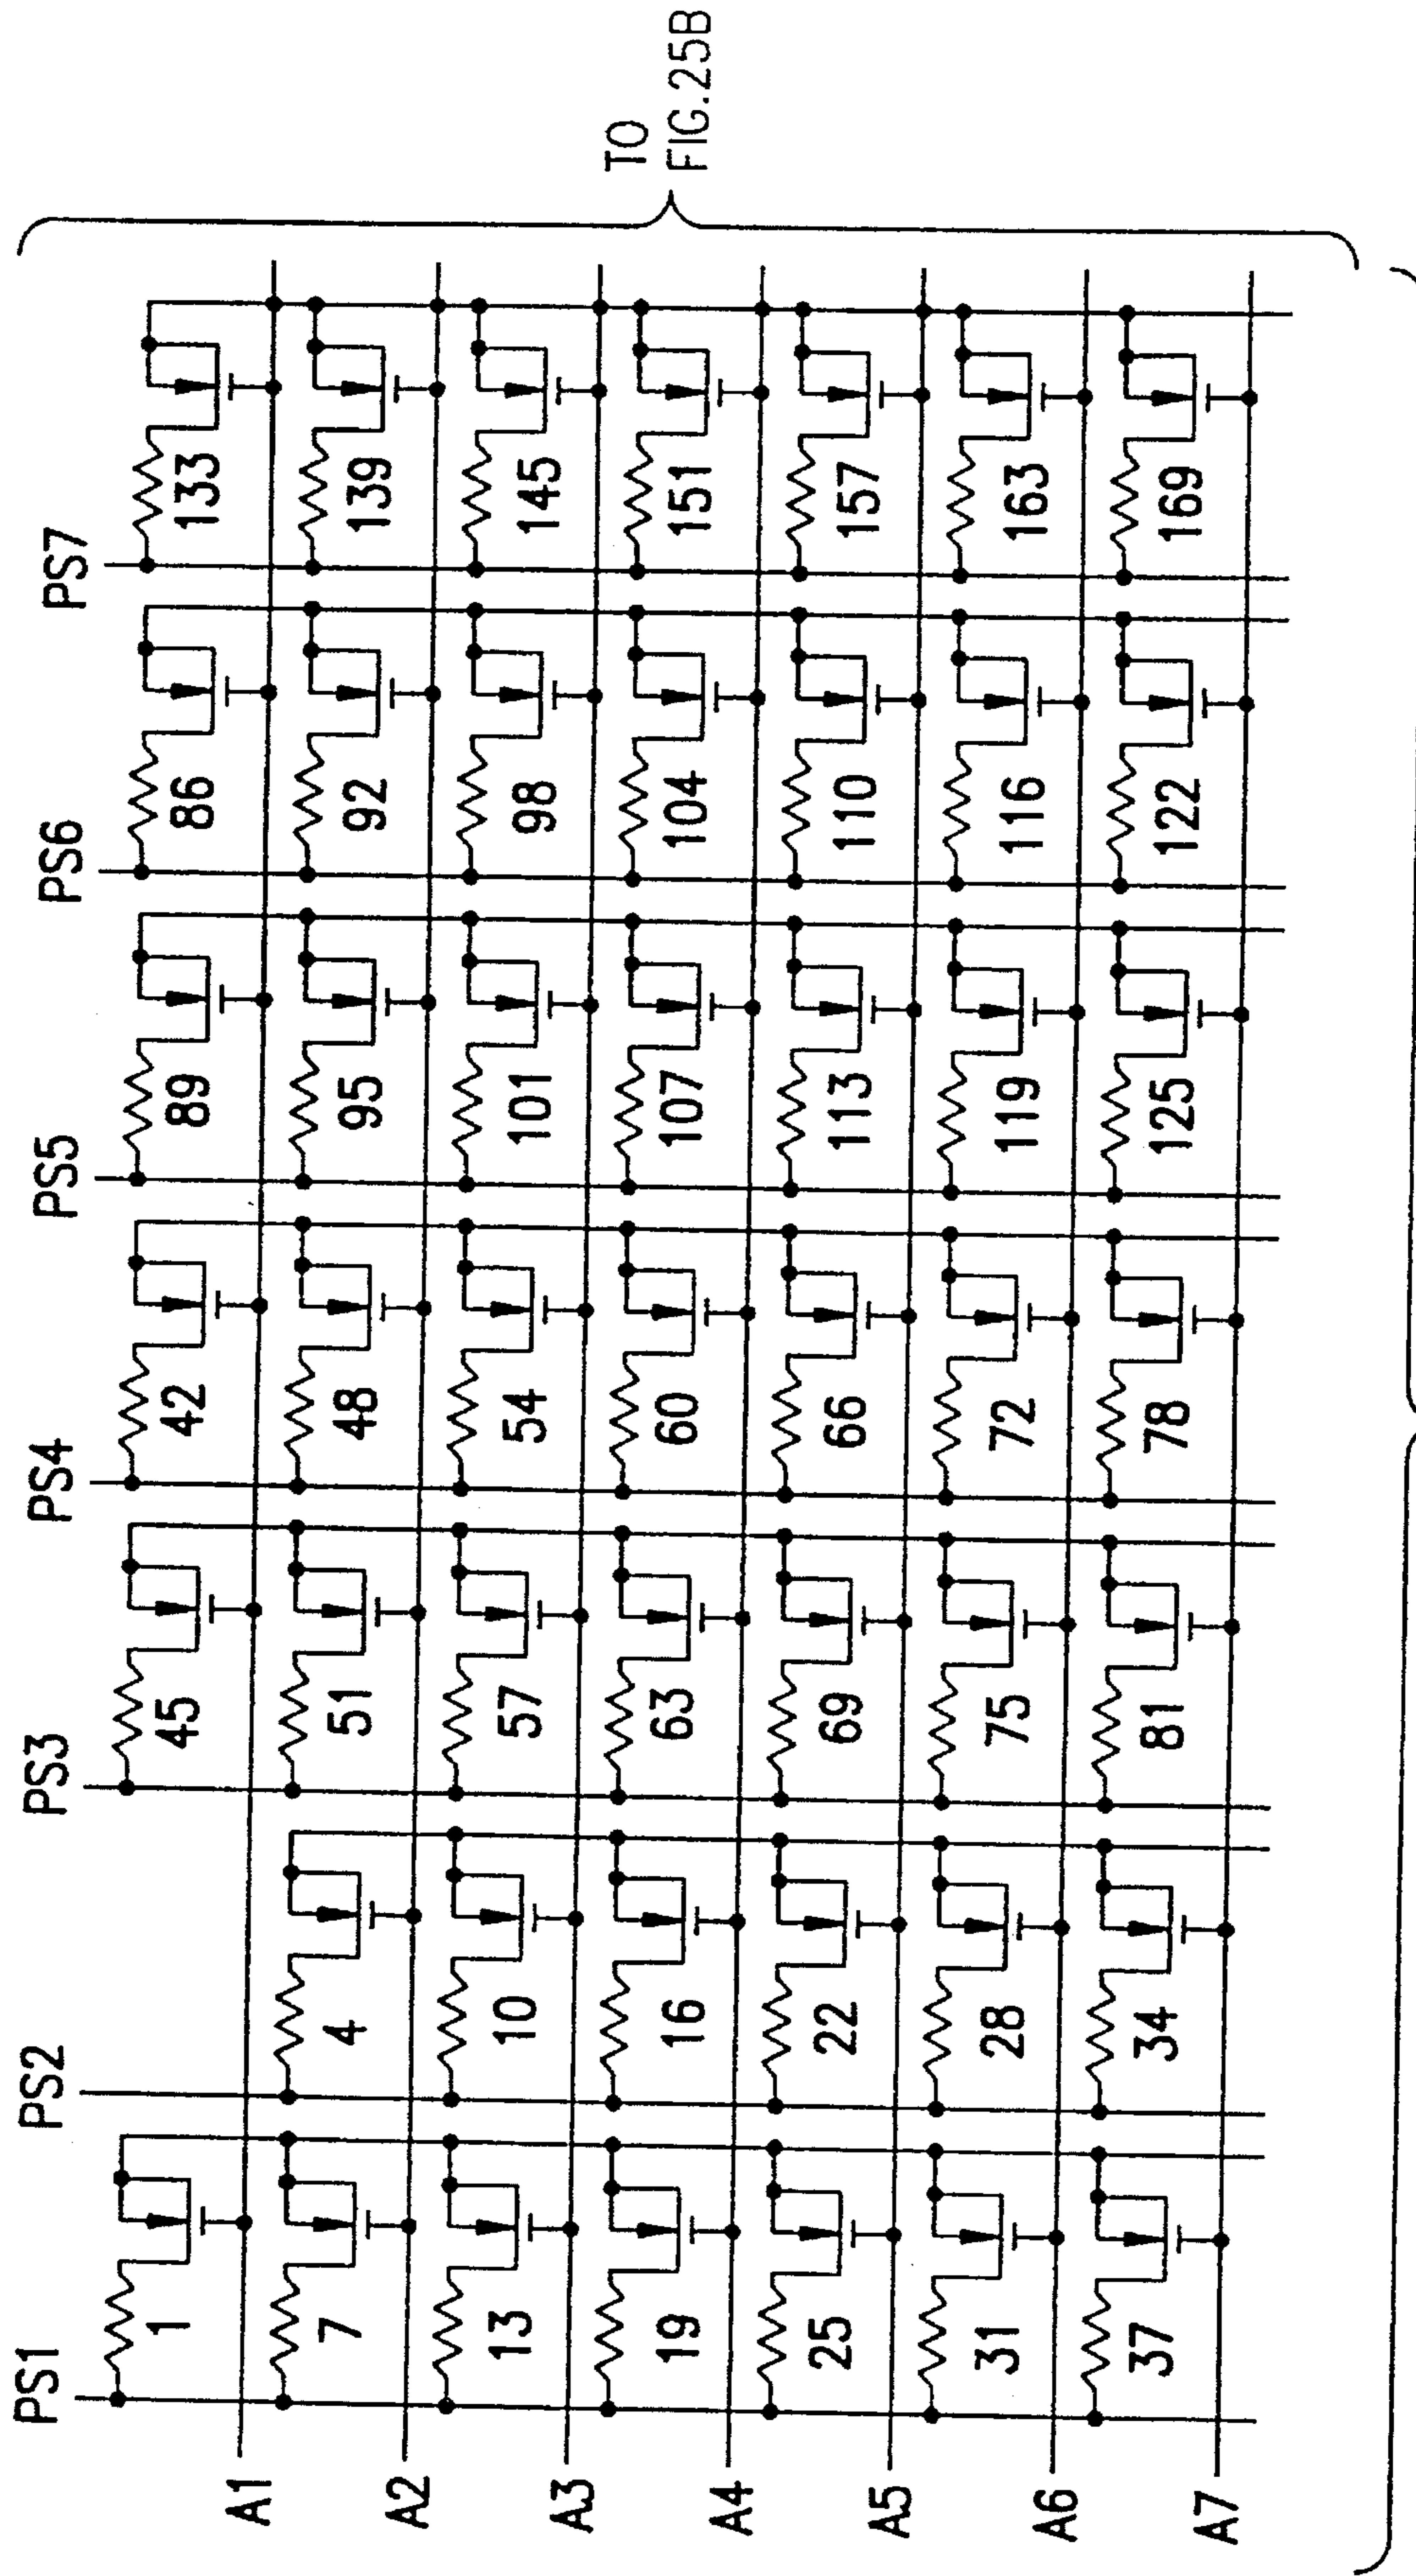 PS1 PS2 PS3 PS4 PS5 PS6 PS7
1 45 42 89 86 133
A1
7 4 51 48 95 92 139
A2
13 10 57 54 101 98 145
A3
19 16 63 60 107 104 151
A4
25 22 69 66 113 110 157
A5
31 28 75 72 119 116 163
A6
37 34 81 78 125 122 169
A7
TO
FIG.25B